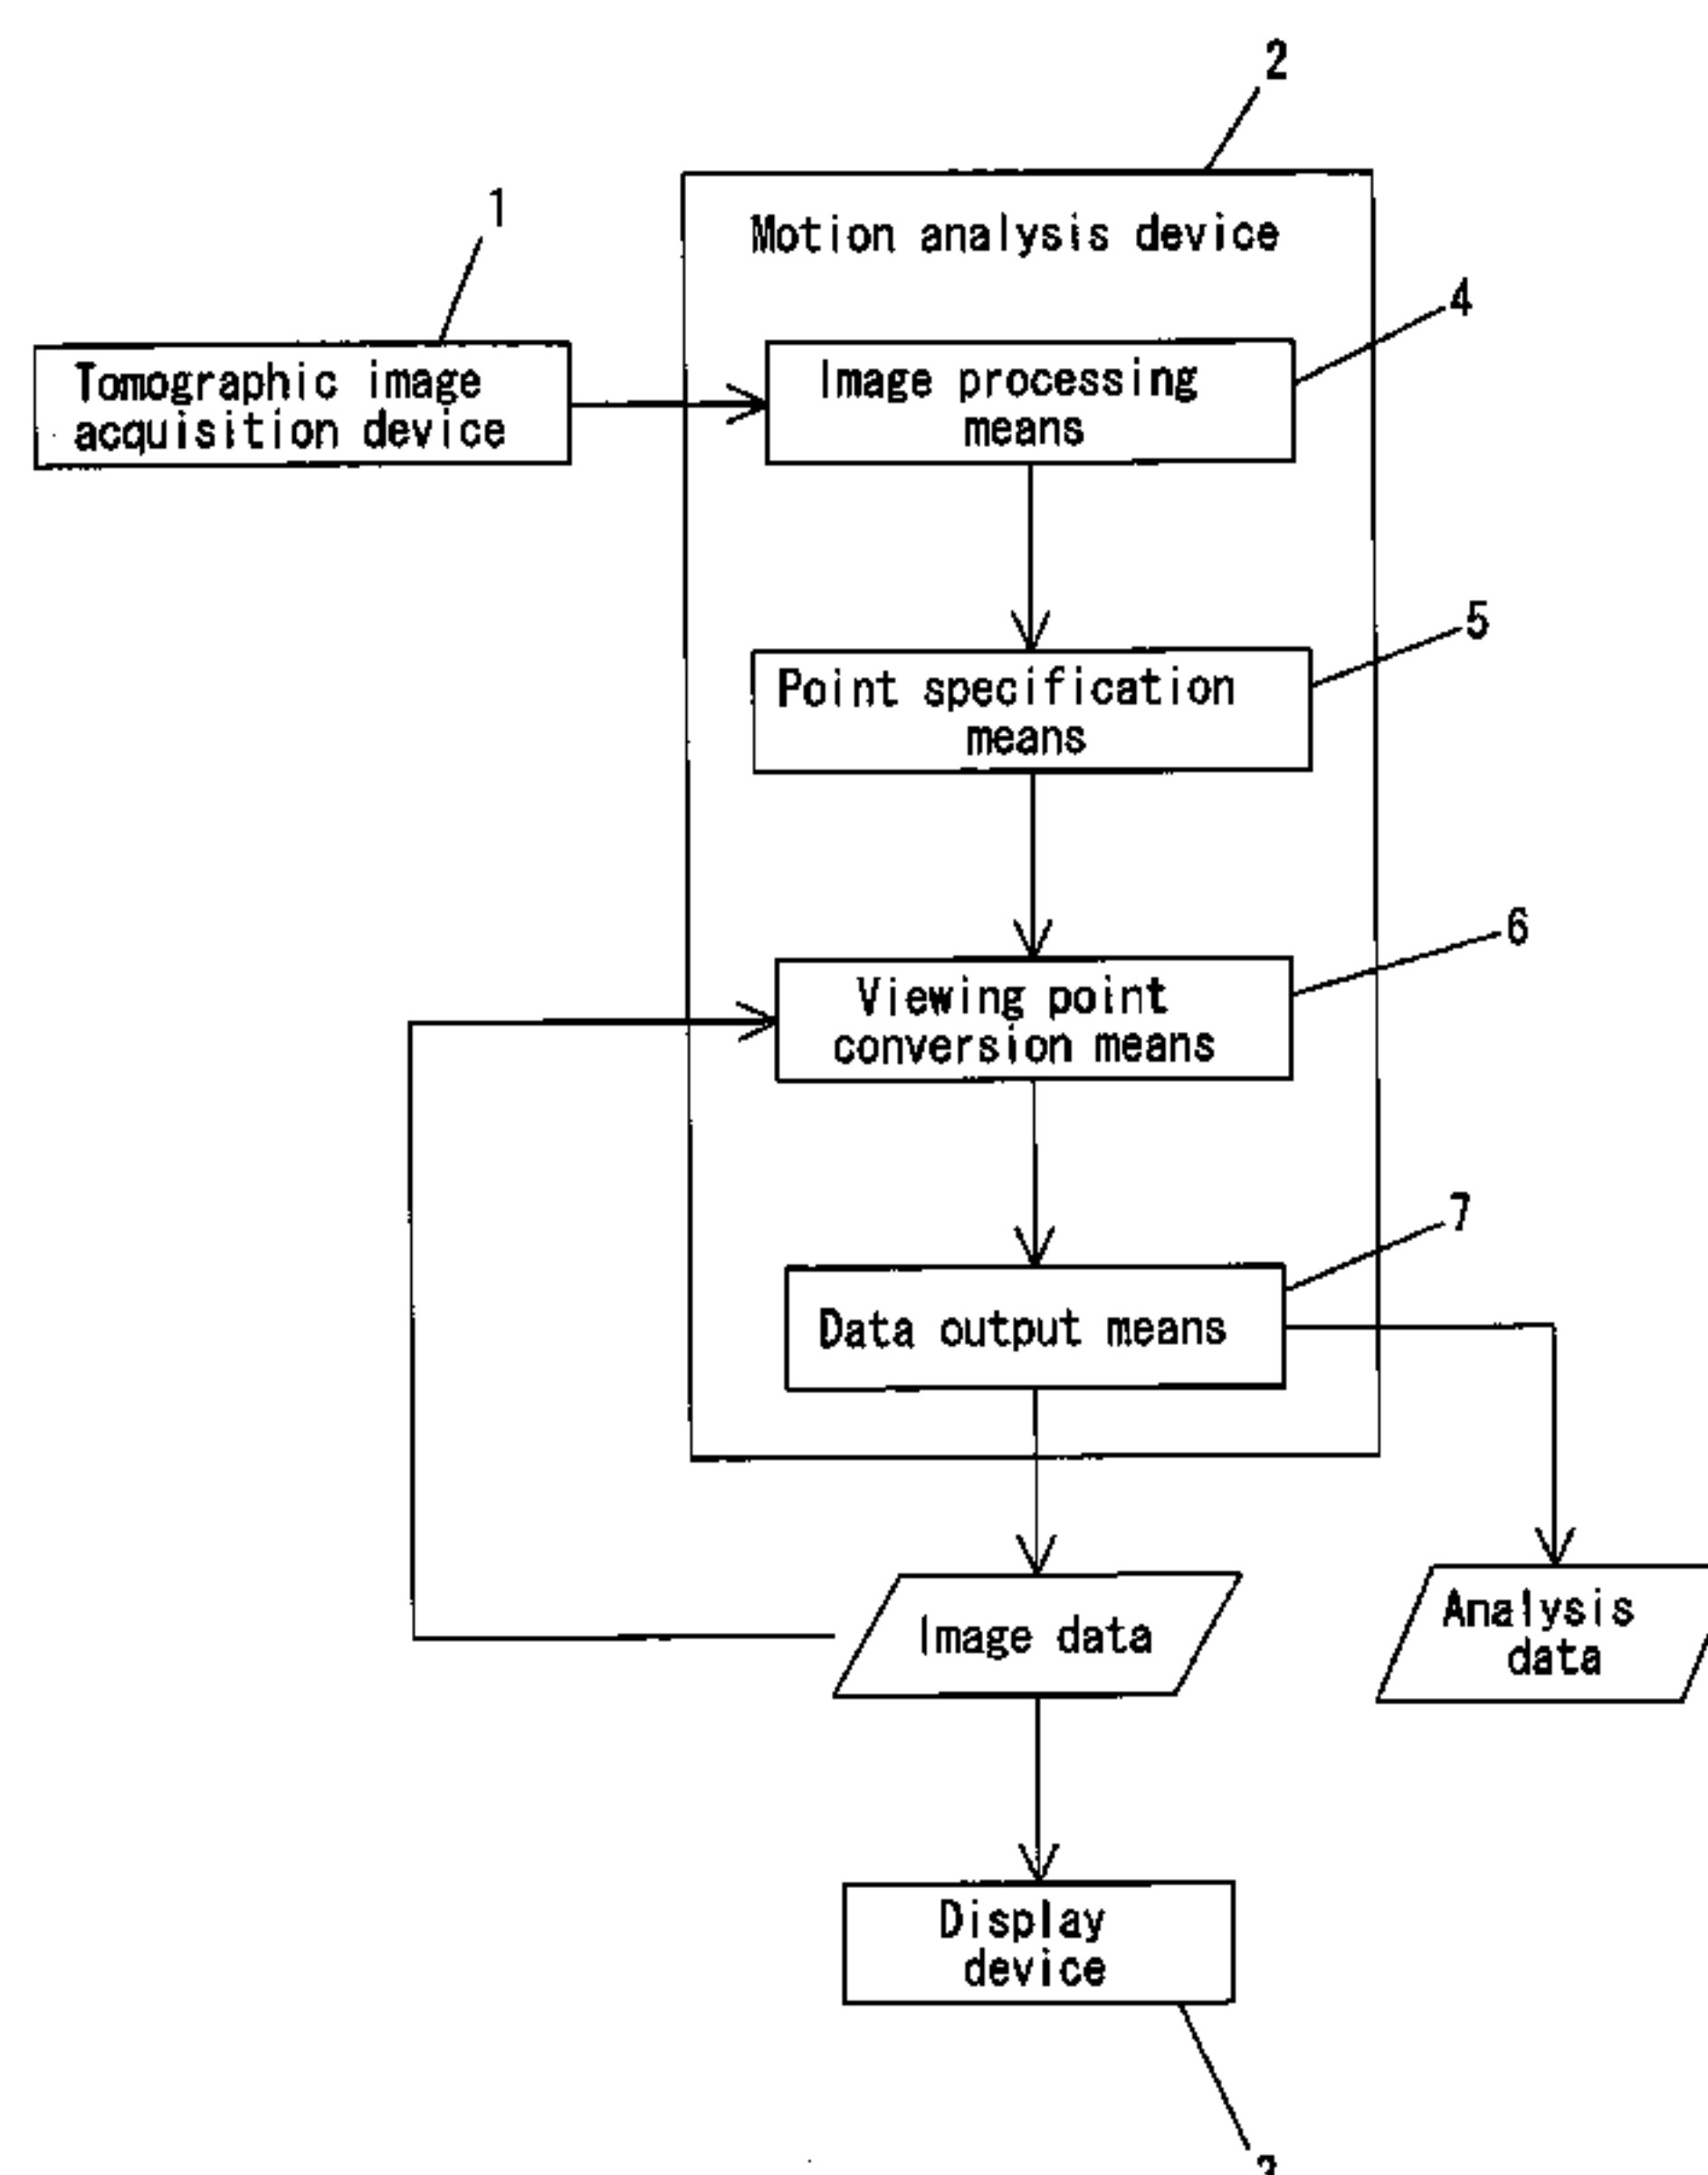 2
1
Motion analysis device
4
Tomographic image
acquisition device
Image processing
means
5
Point specification
means
6
Viewing point
conversion means
7
Data output means
Image data
Analysis
data
Display
device
3